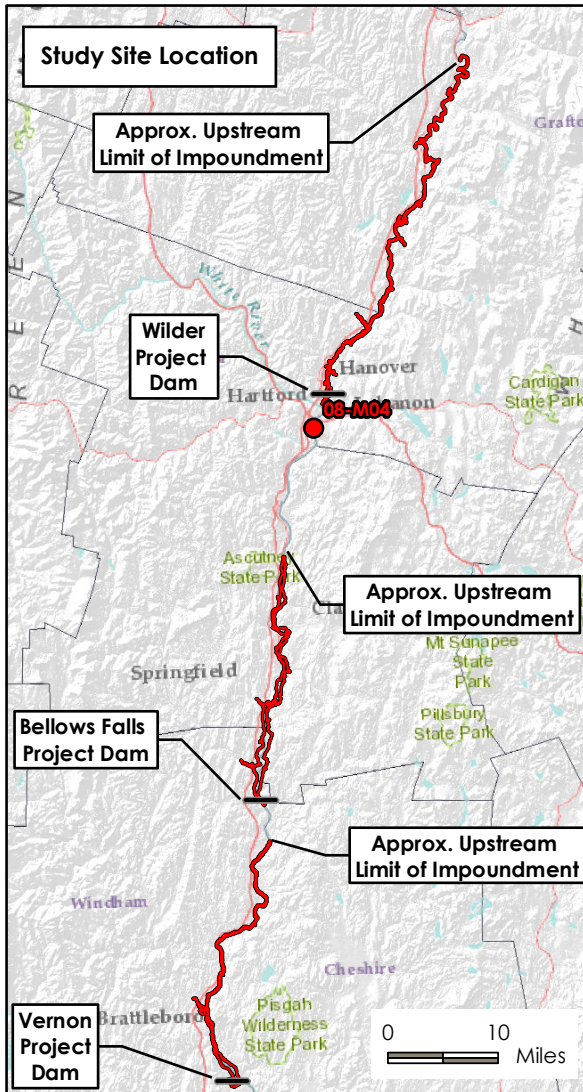 Study Site Location
Approx. Upstream
Limit of Impoundment
Grafto
White River
Wilder
Project
Dam
Hanover
Hartford
Lebanon
08-M04
Cardigan
State Park
Ascutney
State Park
Approx. Upstream
Limit of Impoundment
Mt Sunapee
State
Park
Springfield
Pillsbury
State Park
Bellows Falls
Project Dam
Approx. Upstream
Limit of Impoundment
Windham
Cheshire
Vernon
Project
Dam
Brattleboro
Pisgah
Wilderness
State Park
0 10
Miles